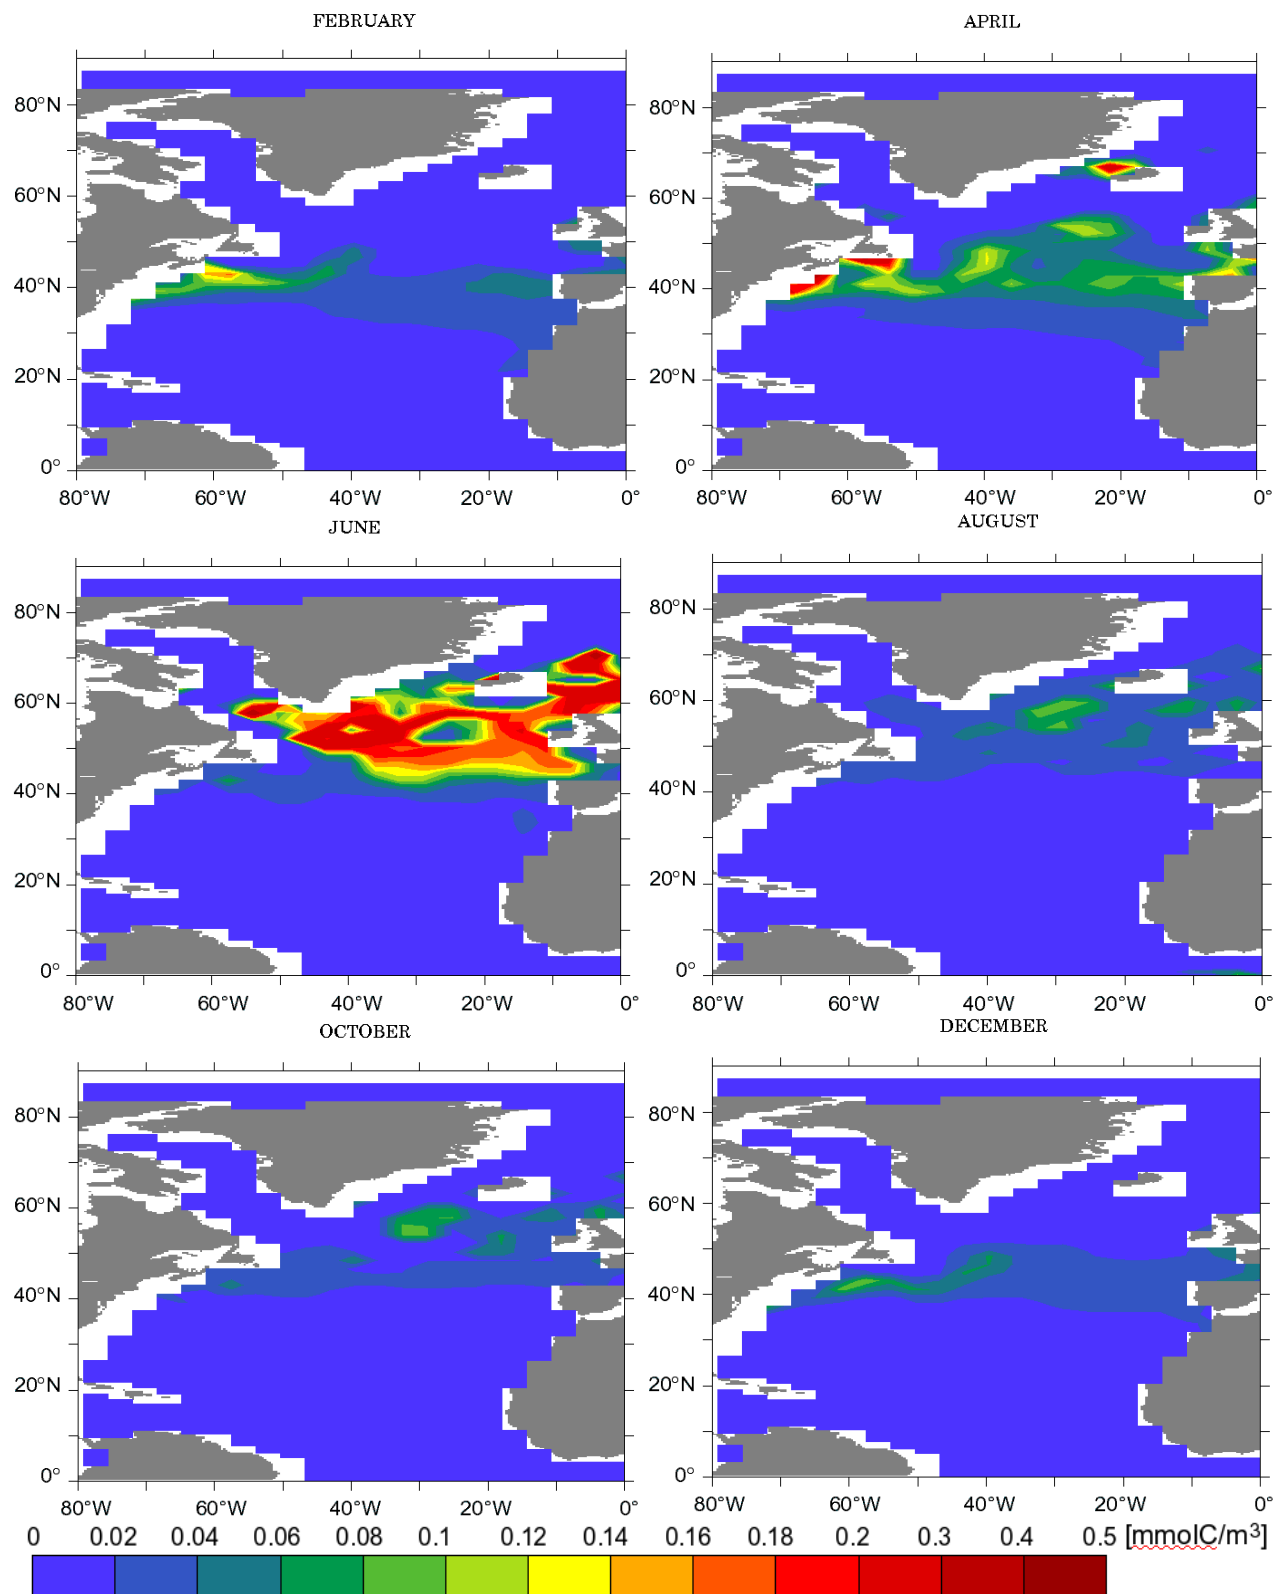 FEBRUARY APRIL
80°N 80°N
60°N 60°N
40°N 40°N
20°N 20°N
0° 0°
80°W 60°W 40°W 20°W 0° 80°W 60°W 40°W 20°W 0°
JUNE AUGUST
80°N 80°N
60°N 60°N
40°N 40°N
20°N 20°N
0° 0°
80°W 60°W 40°W 20°W 0° 80°W 60°W 40°W 20°W 0°
OCTOBER DECEMBER
80°N 80°N
60°N 60°N
40°N 40°N
20°N 20°N
0° 0°
80°W 60°W 40°W 20°W 0° 80°W 60°W 40°W 20°W 0°
0 0.02 0.04 0.06 0.08 0.1 0.12 0.14 0.16 0.18 0.2 0.3 0.4 0.5 [mmolC/m³]